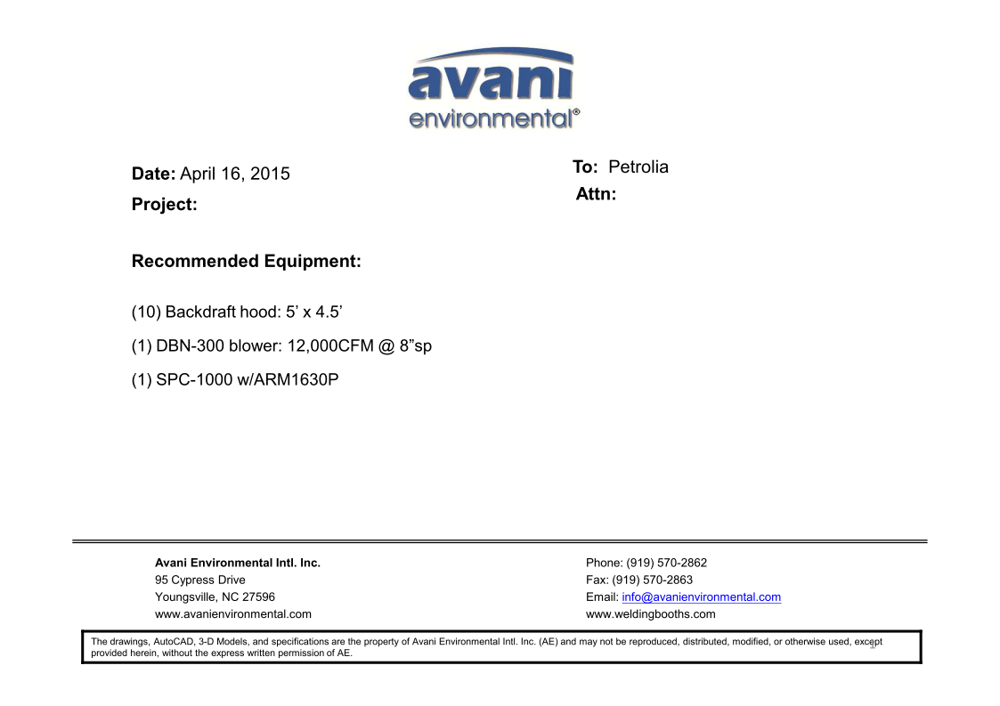 avani
environmental®
Date: April 16, 2015
To: Petrolia
Attn:
Project:
Recommended Equipment:
(10) Backdraft hood: 5’ x 4.5’
(1) DBN-300 blower: 12,000CFM @ 8”sp
(1) SPC-1000 w/ARM1630P
Avani Environmental Intl. Inc.
95 Cypress Drive
Youngsville, NC 27596
www.avanienvironmental.com
Phone: (919) 570-2862
Fax: (919) 570-2863
Email: info@avanienvironmental.com
www.weldingbooths.com
The drawings, AutoCAD, 3-D Models, and specifications are the property of Avani Environmental Intl. Inc. (AE) and may not be reproduced, distributed, modified, or otherwise used, except
provided herein, without the express written permission of AE.